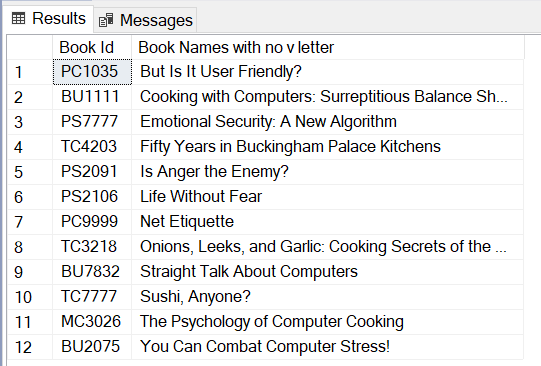 Results Messages
Book Id Book Names with no v letter
1 PC1035 But Is It User Friendly?
2 BU1111 Cooking with Computers: Surreptitious Balance Sh...
3 PS7777 Emotional Security: A New Algorithm
4 TC4203 Fifty Years in Buckingham Palace Kitchens
5 PS2091 Is Anger the Enemy?
6 PS2106 Life Without Fear
7 PC9999 Net Etiquette
8 TC3218 Onions, Leeks, and Garlic: Cooking Secrets of the ...
9 BU7832 Straight Talk About Computers
10 TC7777 Sushi, Anyone?
11 MC3026 The Psychology of Computer Cooking
12 BU2075 You Can Combat Computer Stress!